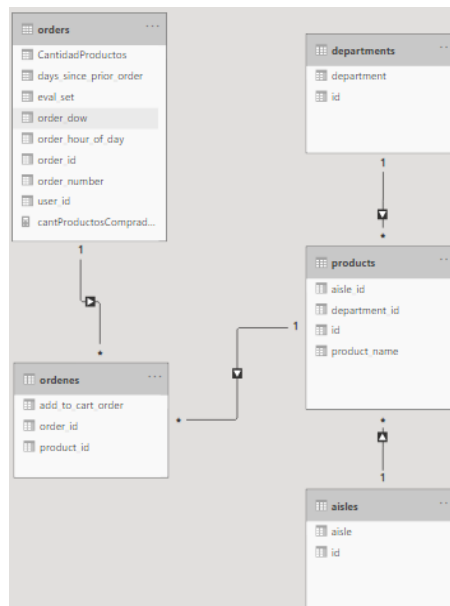 orders
CantidadProductos
days_since_prior_order
eval_set
order_dow
order_hour_of_day
order_id
order_number
user_id
cantProductosComprad...
departments
department
id
1
*
products
aisle_id
department_id
id
product_name
1
*
1
*
ordenes
add_to_cart_order
order_id
product_id
*
1
aisles
aisle
id